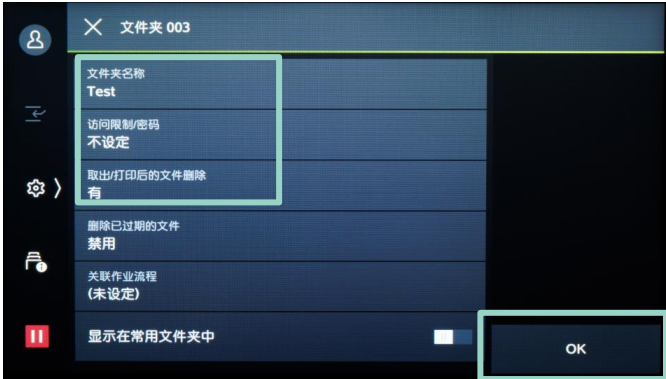 文件夹 003
文件夹名称
Test
访问限制/密码
不设定
取出/打印后的文件删除
有
删除已过期的文件
禁用
关联作业流程
(未设定)
显示在常用文件夹中
OK